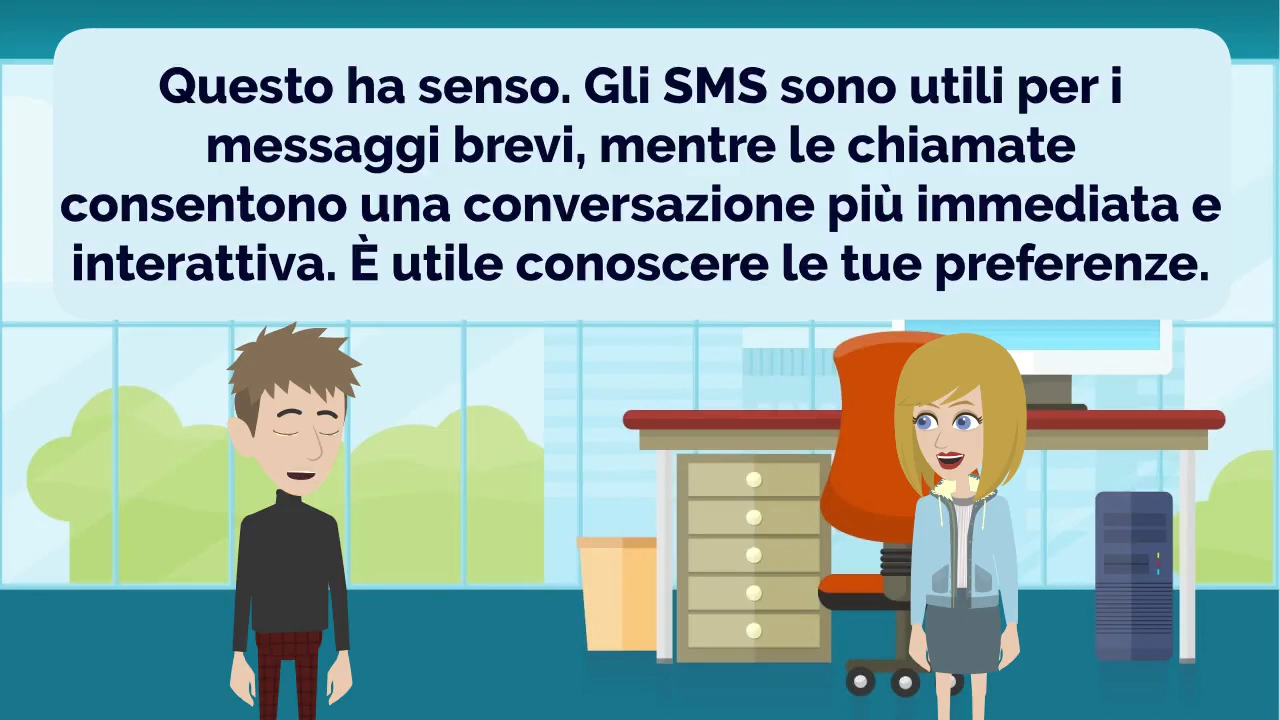 Questo ha senso. Gli SMS sono utili per i
messaggi brevi, mentre le chiamate
consentono una conversazione più immediata e
interattiva. È utile conoscere le tue preferenze.